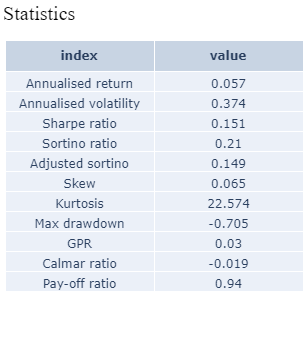 Statistics
index value
Annualised return 0.057
Annualised volatility 0.374
Sharpe ratio 0.151
Sortino ratio 0.21
Adjusted sortino 0.149
Skew 0.065
Kurtosis 22.574
Max drawdown -0.705
GPR 0.03
Calmar ratio -0.019
Pay-off ratio 0.94